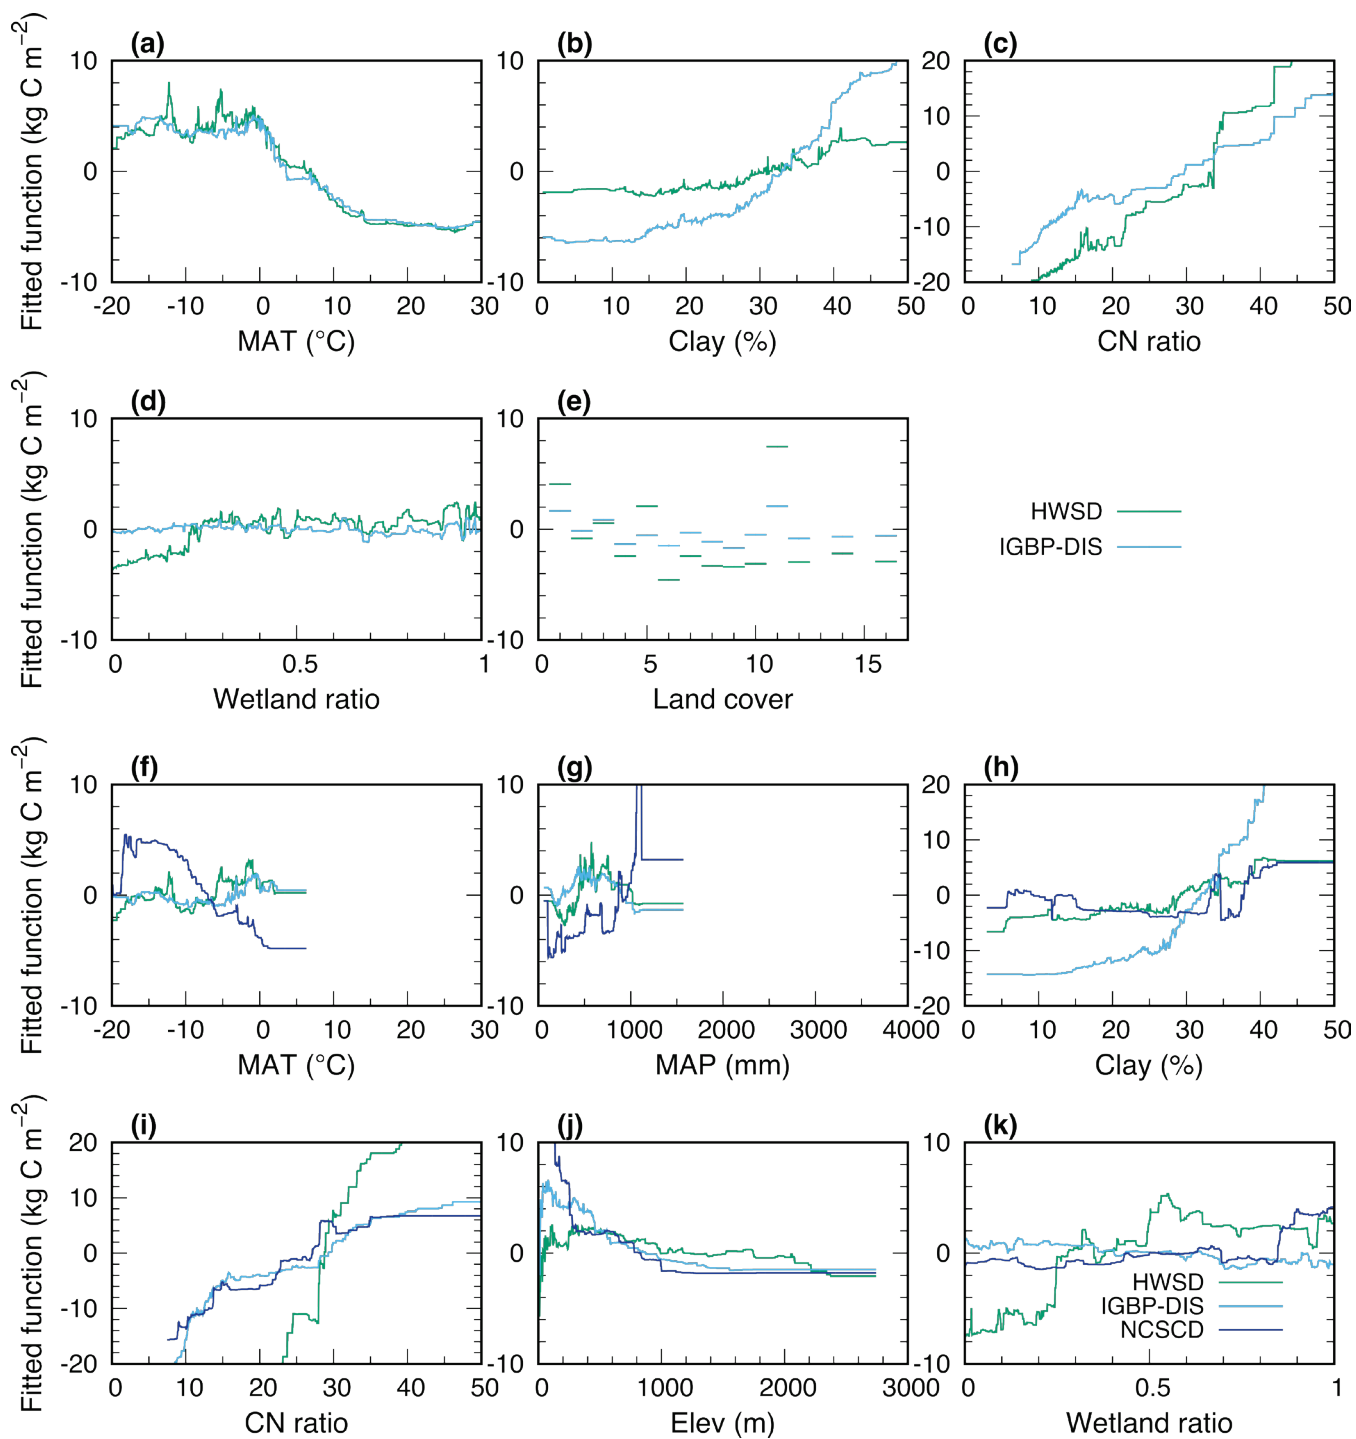 (a) (b) (c)
Fitted function (kg C m−2)
10 10 20
10
0 0 0
-10
-10 -10 -20
-20 -10 0 10 20 30 0 10 20 30 40 50 0 10 20 30 40 50
MAT (°C) Clay (%) CN ratio
(d) (e)
Fitted function (kg C m−2)
10 10
HWSD
0 0 IGBP-DIS
-10 -10
0 0.5 1 0 5 10 15
Wetland ratio Land cover
(f) (g) (h)
Fitted function (kg C m−2)
10 10 20
10
0 0 0
-10
-10 -10 -20
-20 -10 0 10 20 30 0 1000 2000 3000 4000 0 10 20 30 40 50
MAT (°C) MAP (mm) Clay (%)
(i) (j) (k)
Fitted function (kg C m−2)
20 10 10
10
0 0 0
HWSD
IGBP-DIS
-10
NCSCD
-20 -10 -10
0 10 20 30 40 50 0 1000 2000 3000 0 0.5 1
CN ratio Elev (m) Wetland ratio